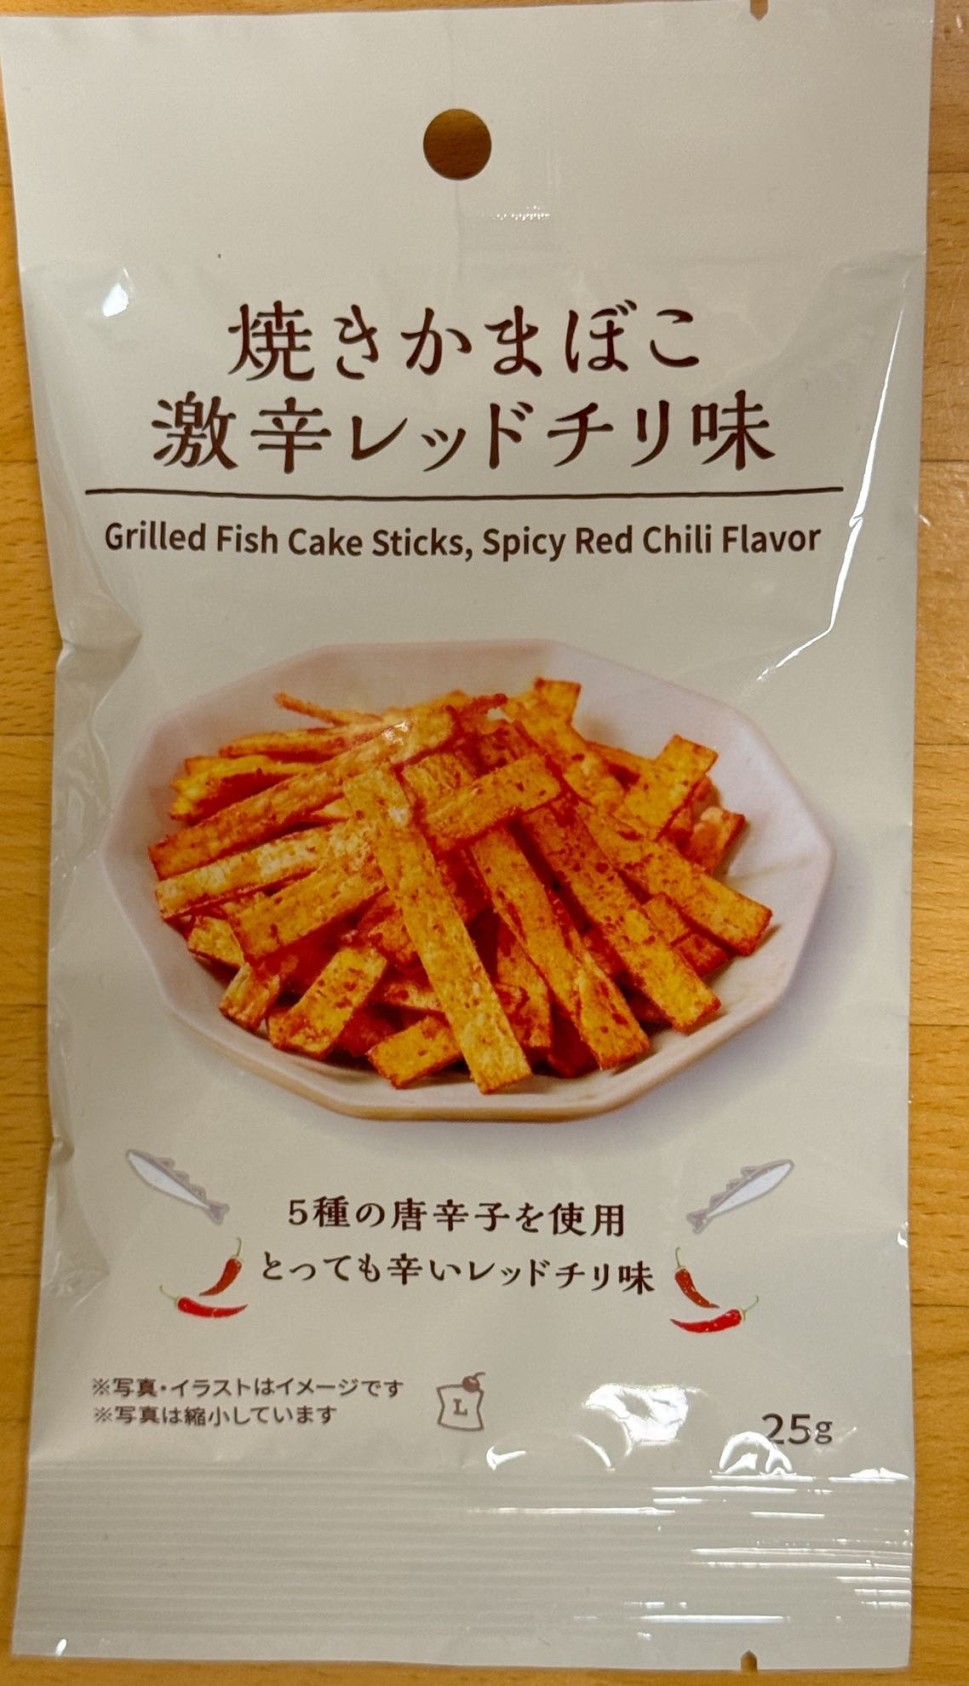 焼きかまぼこ
激辛レッドチリ味
Grilled Fish Cake Sticks, Spicy Red Chili Flavor
5種の唐辛子を使用
とっても辛いレッドチリ味
※写真・イラストはイメージです
※写真は縮小しています
L
25g